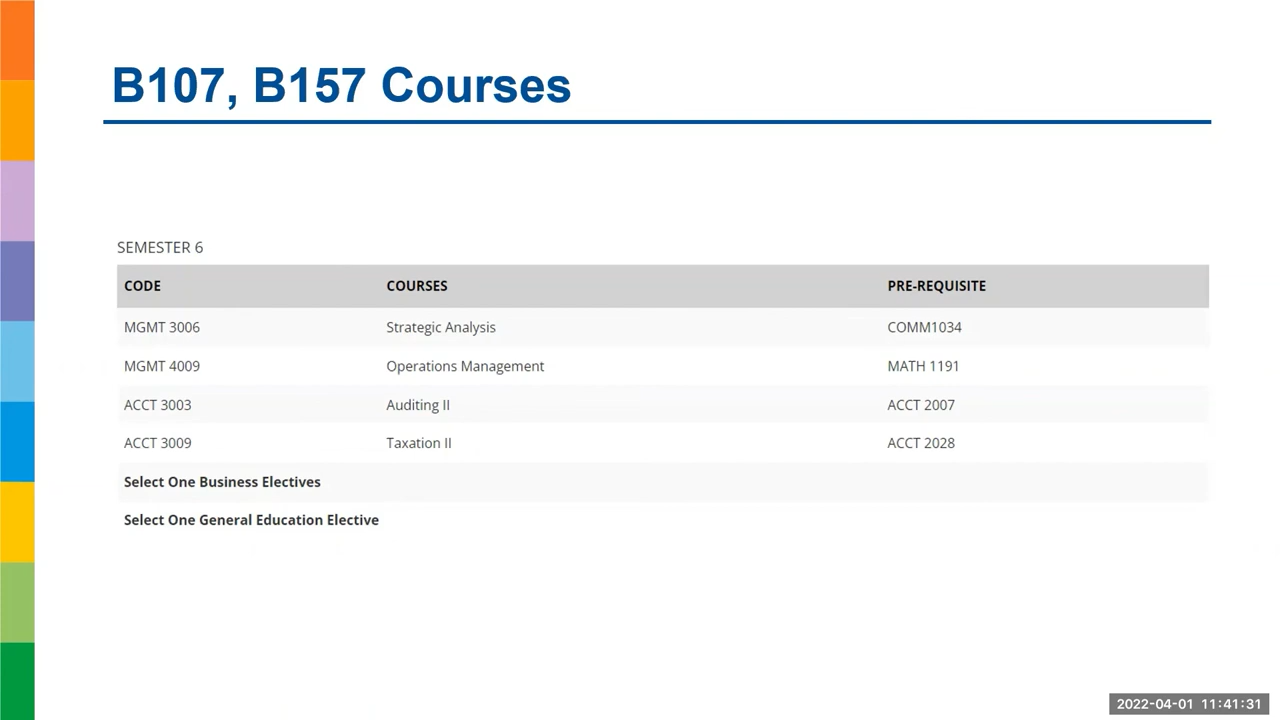 B107, B157 Courses
SEMESTER 6
CODE COURSES PRE-REQUISITE
MGMT 3006 Strategic Analysis COMM1034
MGMT 4009 Operations Management MATH 1191
ACCT 3003 Auditing II ACCT 2007
ACCT 3009 Taxation II ACCT 2028
Select One Business Electives
Select One General Education Elective
2022-04-01 11:41:31